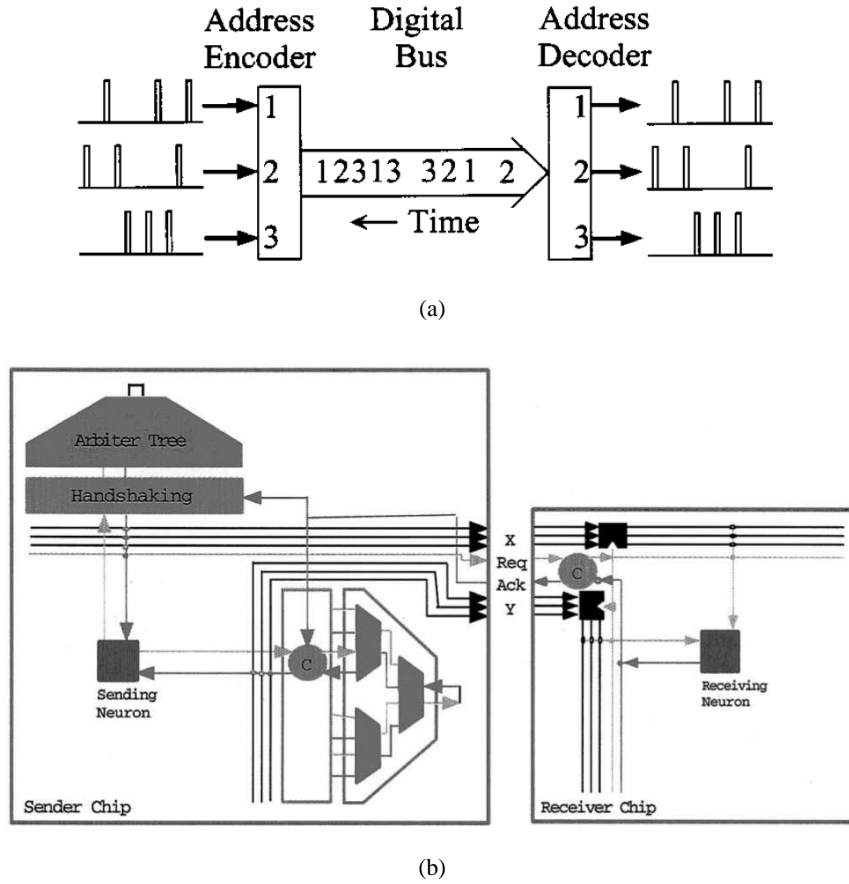 Address Encoder
Digital Bus
Address Decoder
1
2
3
12313 321 2
← Time
1
2
3
(a)
Arbiter Tree
Handshaking
X
Req
Ack
Y
C
C
Sending Neuron
Receiving Neuron
Sender Chip
Receiver Chip
(b)